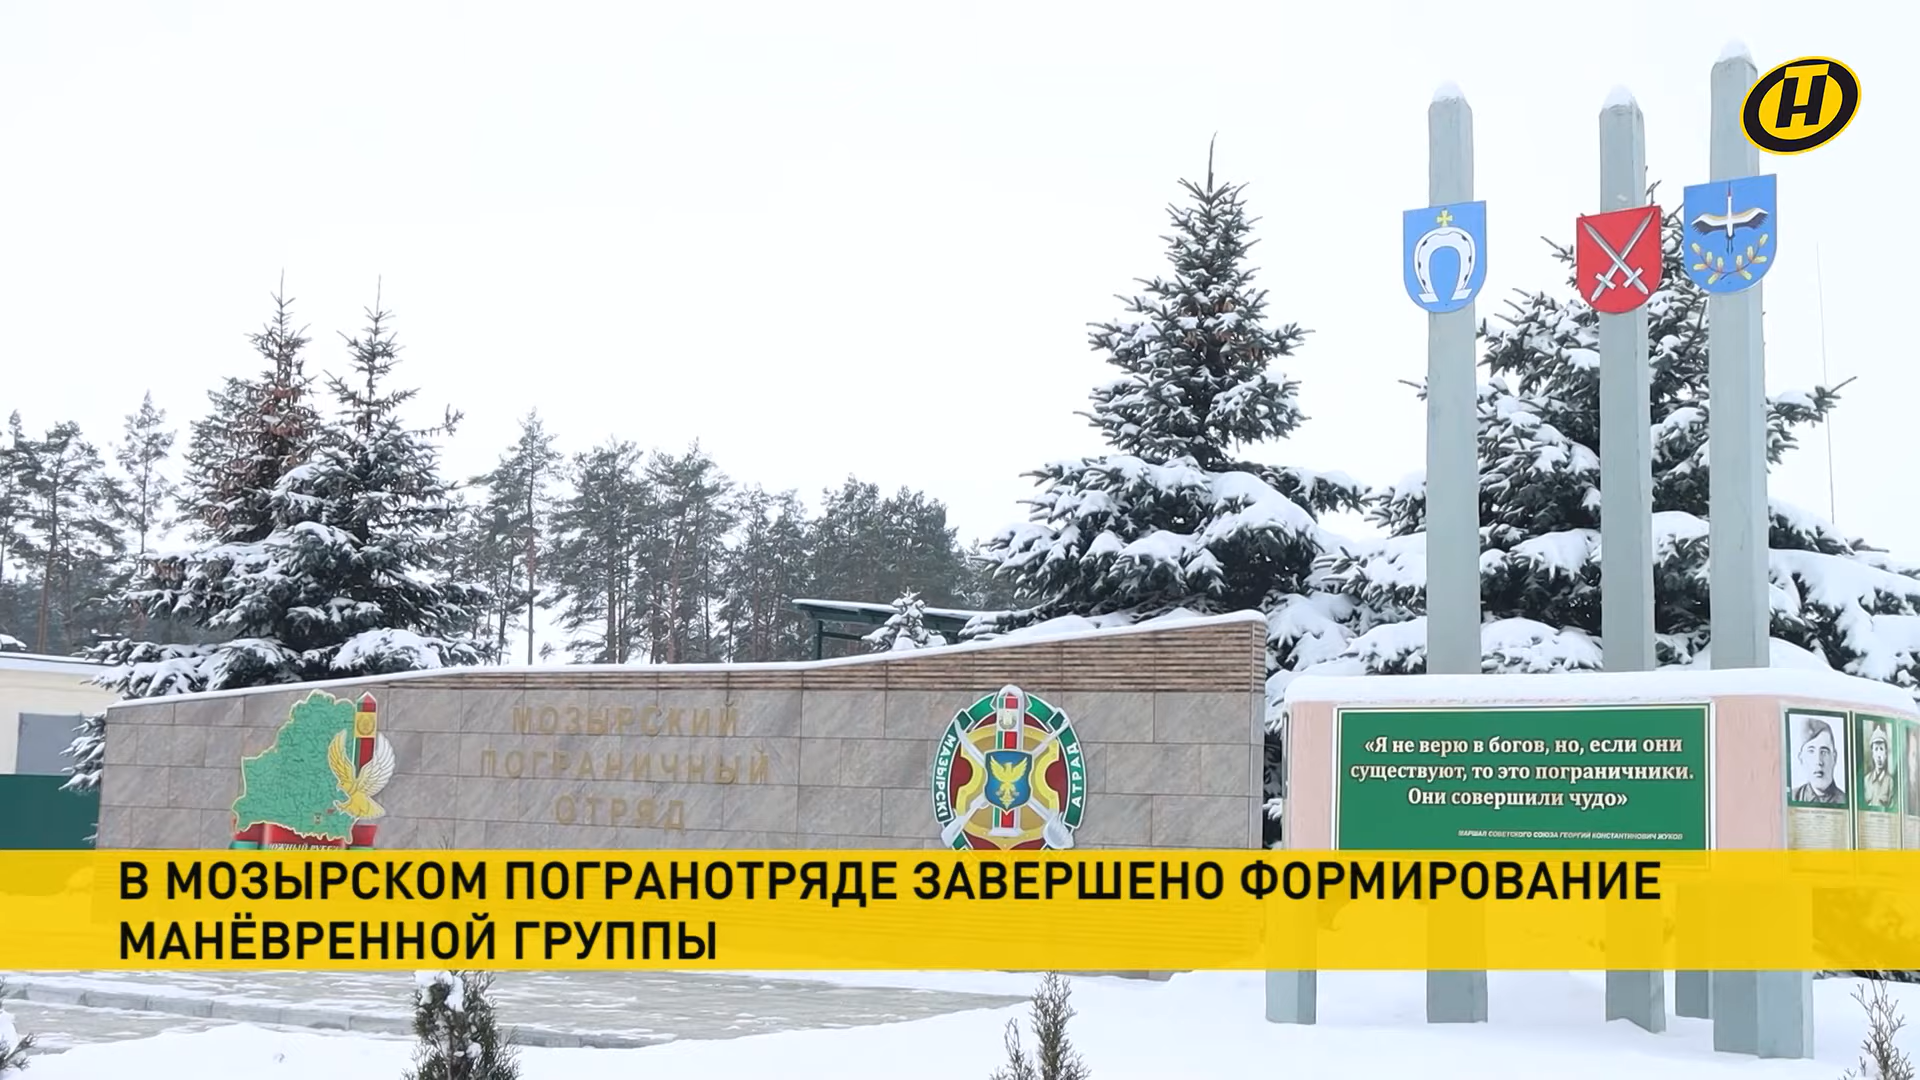 МОЗЫРСКИЙ
ПОГРАНИЧНЫЙ
ОТРЯД
МАЗЫРСКІ
АТРАД
«Я не верю в богов, но, если они
существуют, то это пограничники.
Они совершили чудо»
МАРШАЛ СОВЕТСКОГО СОЮЗА ГЕОРГИЙ КОНСТАНТИНОВИЧ ЖУКОВ
В МОЗЫРСКОМ ПОГРАНОТРЯДЕ ЗАВЕРШЕНО ФОРМИРОВАНИЕ
МАНЁВРЕННОЙ ГРУППЫ